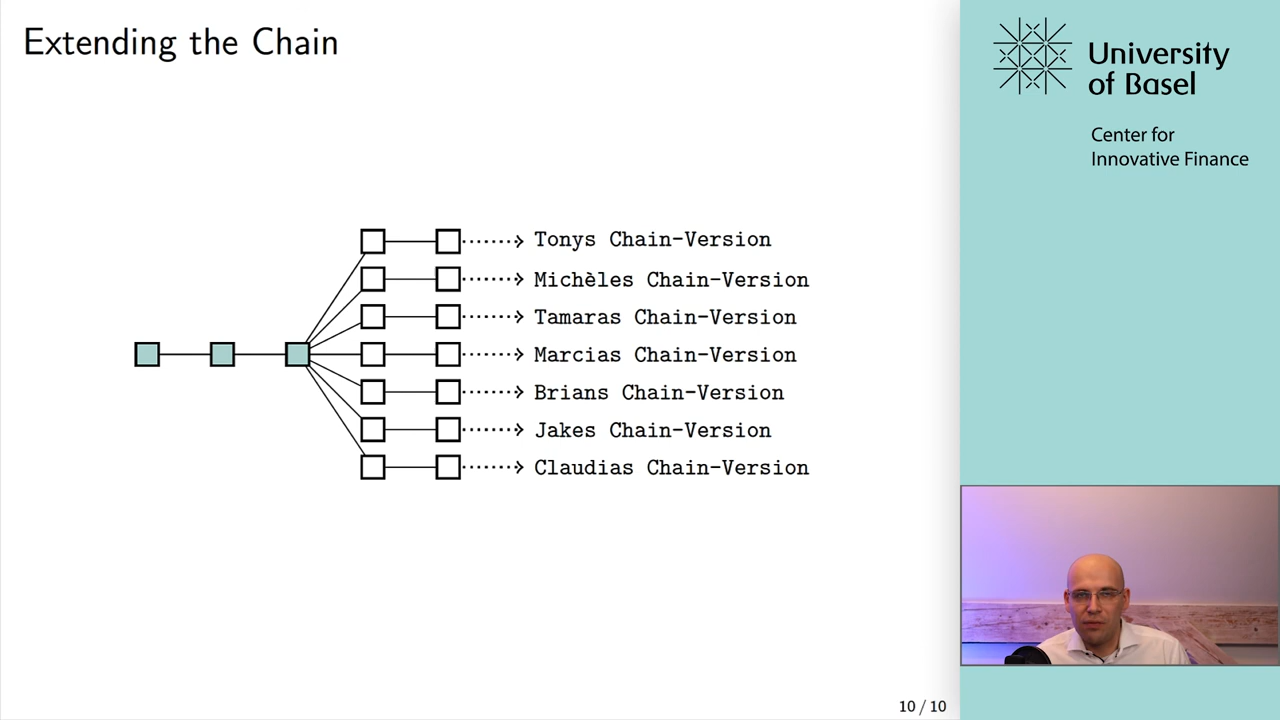 Extending the Chain
University
of Basel
Center for
Innovative Finance
Tonys Chain-Version
Michèles Chain-Version
Tamaras Chain-Version
Marcias Chain-Version
Brians Chain-Version
Jakes Chain-Version
Claudias Chain-Version
10 / 10